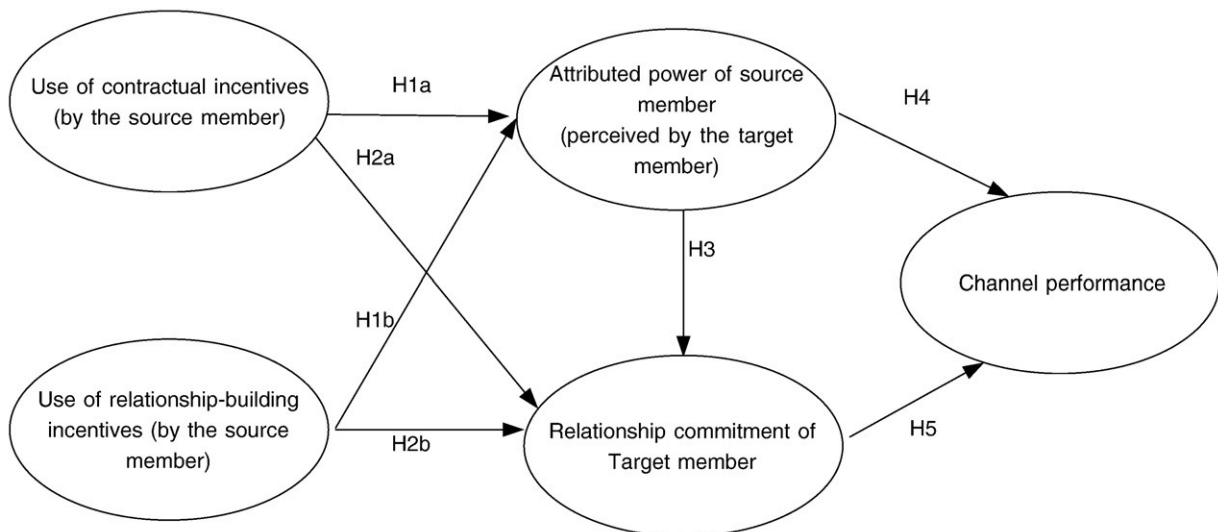 Use of contractual incentives
(by the source member)
H1a
H2a
Attributed power of source
member
(perceived by the target
member)
H4
H3
Channel performance
H1b
Use of relationship-building
incentives (by the source
member)
H2b
Relationship commitment of
Target member
H5